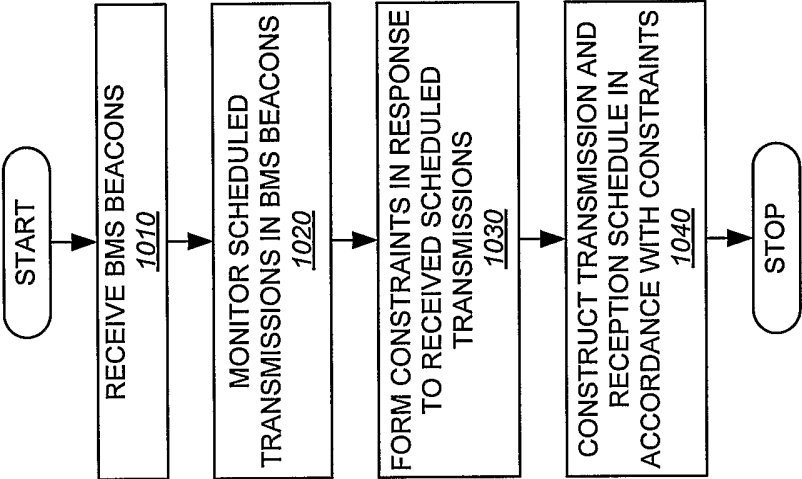 START
RECEIVE BMS BEACONS
1010
MONITOR SCHEDULED
TRANSMISSIONS IN BMS BEACONS
1020
FORM CONSTRAINTS IN RESPONSE
TO RECEIVED SCHEDULED
TRANSMISSIONS
1030
CONSTRUCT TRANSMISSION AND
RECEPTION SCHEDULE IN
ACCORDANCE WITH CONSTRAINTS
1040
STOP